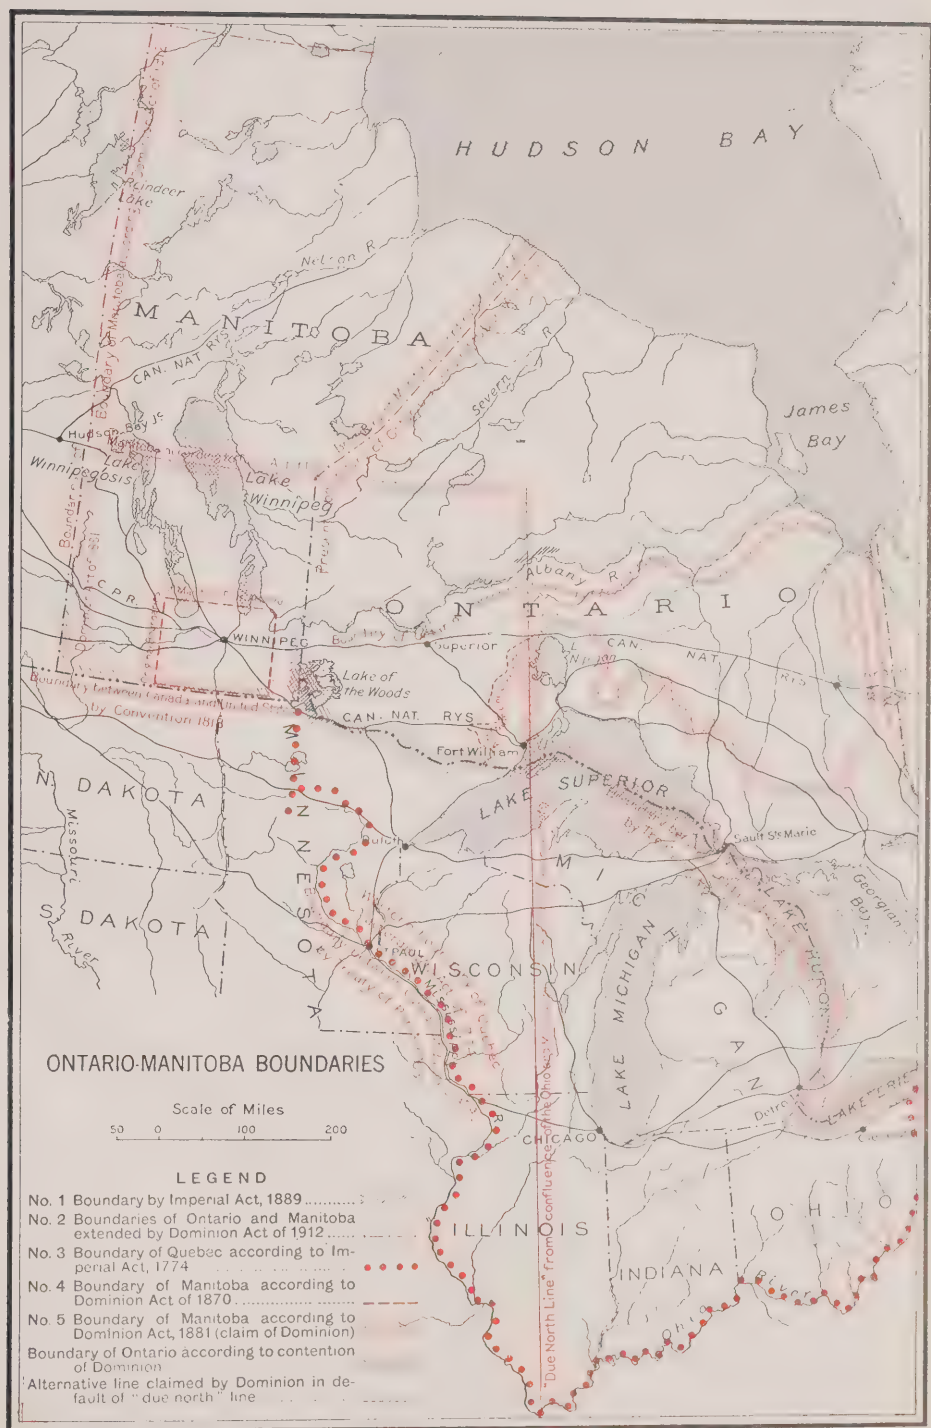 HUDSON BAY
Reindeer
Lake
Nelson R.
MANITOBA
CAN. NAT. RYS
Severn R
James
Bay
Hudson Bay Jc
Lake
Winnipegosis
Lake
Winnipeg
Albany R.
C.P.R.
ONTARIO
WINNIPEG
Superior
L.
Nipigon
CAN. NAT. RYS
Lake of
the Woods
Boundary between Canada and United States
by Convention 1818
CAN. NAT. RYS
Fort William
LAKE SUPERIOR
N. DAKOTA
MINNESOTA
Missouri
River
Duluth
Sault Ste Marie
S. DAKOTA
MICHIGAN
LAKE HURON
Georgian
Bay
PAUL
WISCONSIN
LAKE MICHIGAN
Mississippi
R.
"Due North Line" from confluence of the Ohio
Detroit
LAKE ERIE
CHICAGO
ILLINOIS
INDIANA
OHIO
Ohio River
ONTARIO-MANITOBA BOUNDARIES
Scale of Miles
50 0 100 200
LEGEND
No. 1 Boundary by Imperial Act, 1889
No. 2 Boundaries of Ontario and Manitoba
extended by Dominion Act of 1912
No. 3 Boundary of Quebec according to Im-
perial Act, 1774
No. 4 Boundary of Manitoba according to
Dominion Act of 1870
No. 5 Boundary of Manitoba according to
Dominion Act, 1881 (claim of Dominion)
Boundary of Ontario according to contention
of Dominion
Alternative line claimed by Dominion in de-
fault of "due north" line